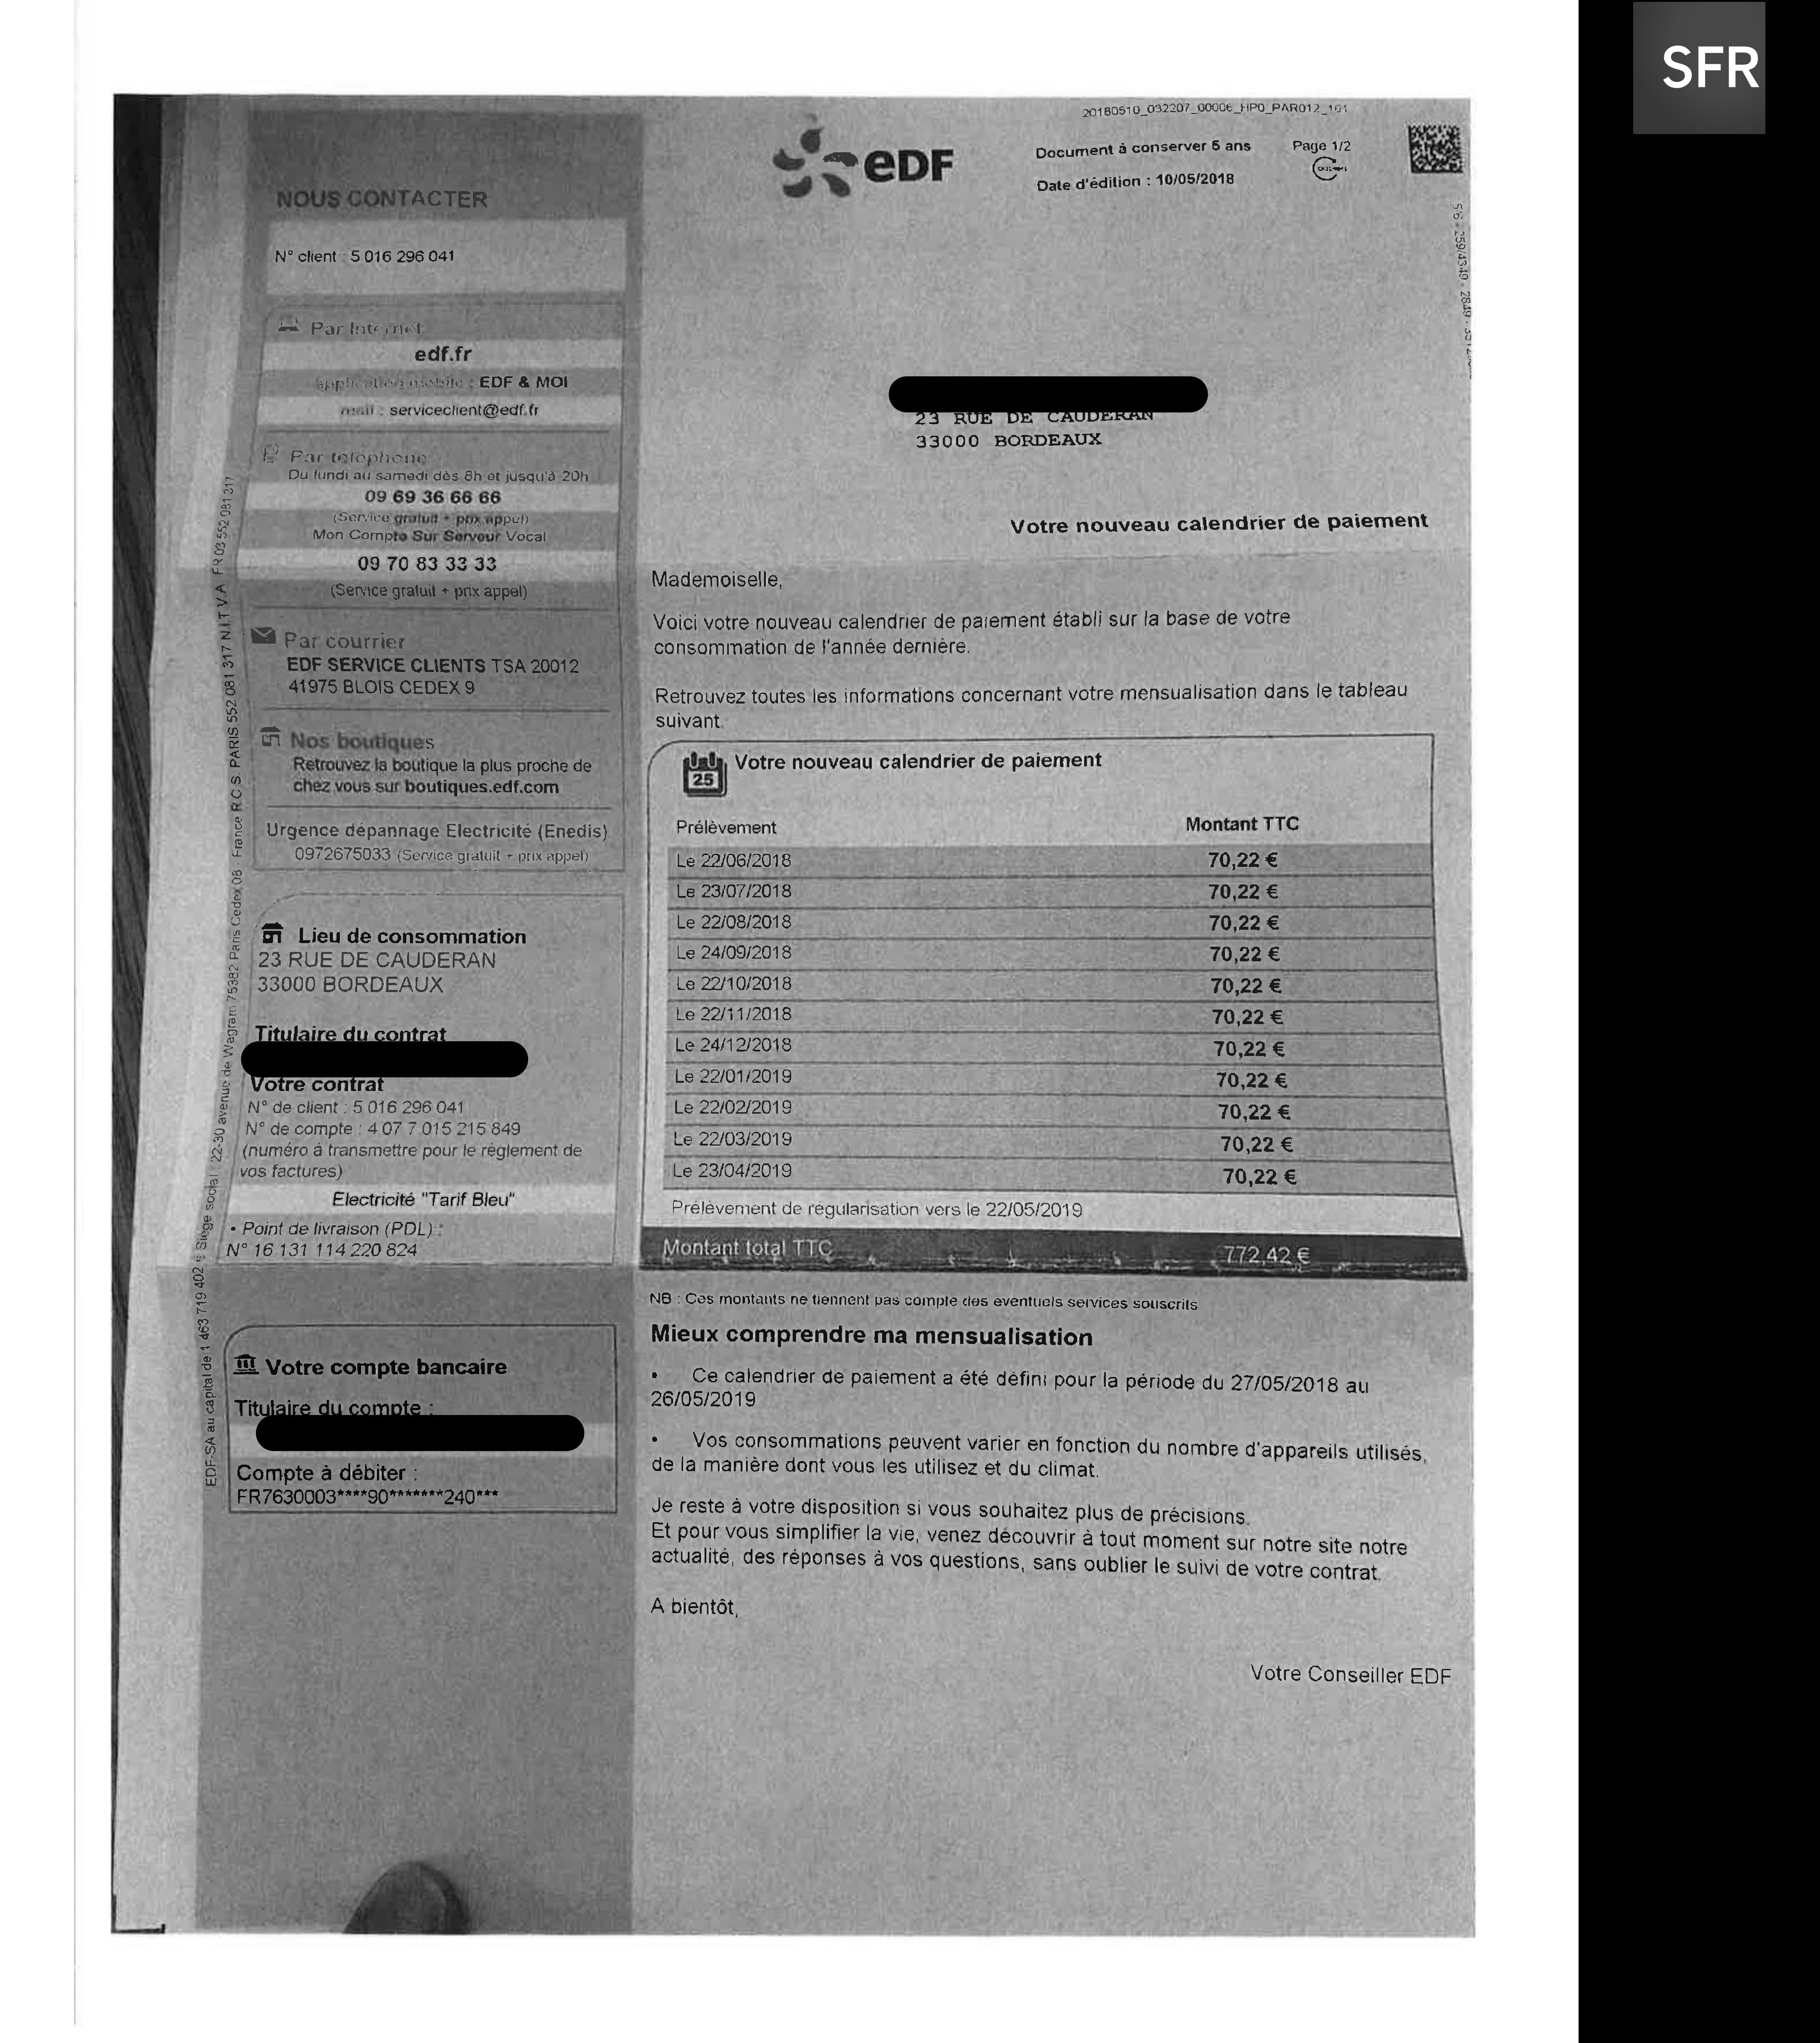 SFR
20180510_032207_00006_HP0_PAR012_101
eDF
Document à conserver 5 ans
Page 1/2
Date d'édition : 10/05/2018
NOUS CONTACTER
N° client : 5 016 296 041
Par Internet
edf.fr
application mobile : EDF & MOI
mail : serviceclient@edf.fr
Par téléphone
Du lundi au samedi dès 8h et jusqu'à 20h
09 69 36 66 66
(Service gratuit + prix appel)
Mon Compte Sur Serveur Vocal
09 70 83 33 33
(Service gratuit + prix appel)
Par courrier
EDF SERVICE CLIENTS TSA 20012
41975 BLOIS CEDEX 9
Nos boutiques
Retrouvez la boutique la plus proche de
chez vous sur boutiques.edf.com
Urgence dépannage Electricité (Enedis)
0972675033 (Service gratuit + prix appel)
Lieu de consommation
23 RUE DE CAUDERAN
33000 BORDEAUX
Titulaire du contrat
Votre contrat
N° de client : 5 016 296 041
N° de compte : 4 07 7 015 215 849
(numéro à transmettre pour le règlement de
vos factures)
Electricité "Tarif Bleu"
• Point de livraison (PDL) :
N° 16 131 114 220 824
Votre compte bancaire
Titulaire du compte :
Compte à débiter :
FR7630003****90*******240***
EDF-SA au capital de 1 463 719 402 € Siège social : 22-30 avenue de Wagram 75382 Paris Cedex 08 France R.C.S. PARIS 552 081 317 N.I.T.V.A FR 03 552 081 317
23 RUE DE CAUDERAN
33000 BORDEAUX
Votre nouveau calendrier de paiement
Mademoiselle,
Voici votre nouveau calendrier de paiement établi sur la base de votre
consommation de l'année dernière.
Retrouvez toutes les informations concernant votre mensualisation dans le tableau
suivant.
25
Votre nouveau calendrier de paiement
Prélèvement Montant TTC
Le 22/06/2018 70,22 €
Le 23/07/2018 70,22 €
Le 22/08/2018 70,22 €
Le 24/09/2018 70,22 €
Le 22/10/2018 70,22 €
Le 22/11/2018 70,22 €
Le 24/12/2018 70,22 €
Le 22/01/2019 70,22 €
Le 22/02/2019 70,22 €
Le 22/03/2019 70,22 €
Le 23/04/2019 70,22 €
Prélèvement de régularisation vers le 22/05/2019
Montant total TTC 772,42 €
NB : Ces montants ne tiennent pas compte des éventuels services souscrits
Mieux comprendre ma mensualisation
• Ce calendrier de paiement a été défini pour la période du 27/05/2018 au
26/05/2019
• Vos consommations peuvent varier en fonction du nombre d'appareils utilisés,
de la manière dont vous les utilisez et du climat.
Je reste à votre disposition si vous souhaitez plus de précisions.
Et pour vous simplifier la vie, venez découvrir à tout moment sur notre site notre
actualité, des réponses à vos questions, sans oublier le suivi de votre contrat.
A bientôt,
Votre Conseiller EDF